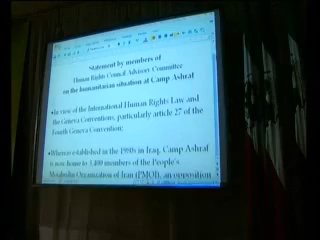 Statement by members of
Human Rights Council Advisory Committee
on the humanitarian situation at Camp Ashraf
•In view of the International Human Rights Law and
the Geneva Conventions, particularly article 27 of the
Fourth Geneva Convention;
•Whereas established in the 1980s in Iraq, Camp Ashraf
is now home to 3,400 members of the People's
Mojahedin Organization of Iran (PMOI), an opposition